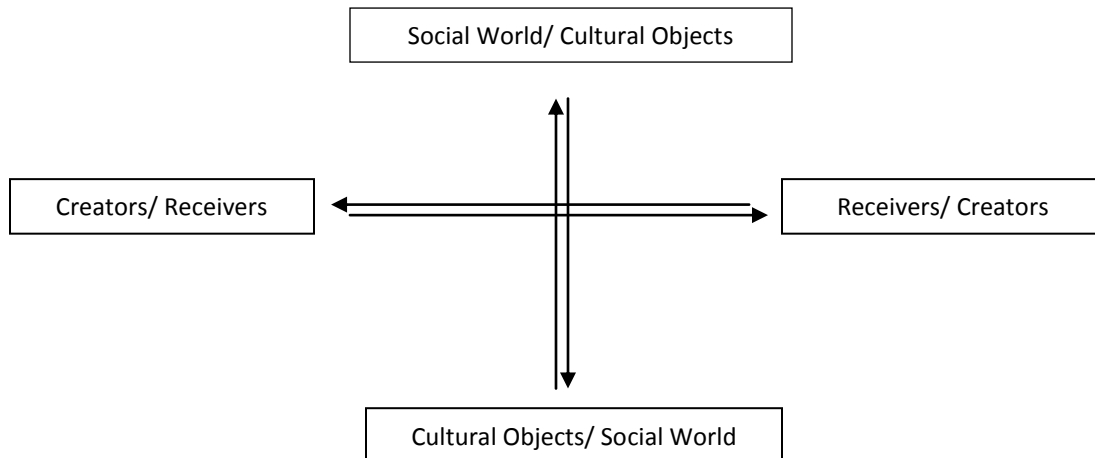 Social World/ Cultural Objects
Creators/ Receivers
Receivers/ Creators
Cultural Objects/ Social World